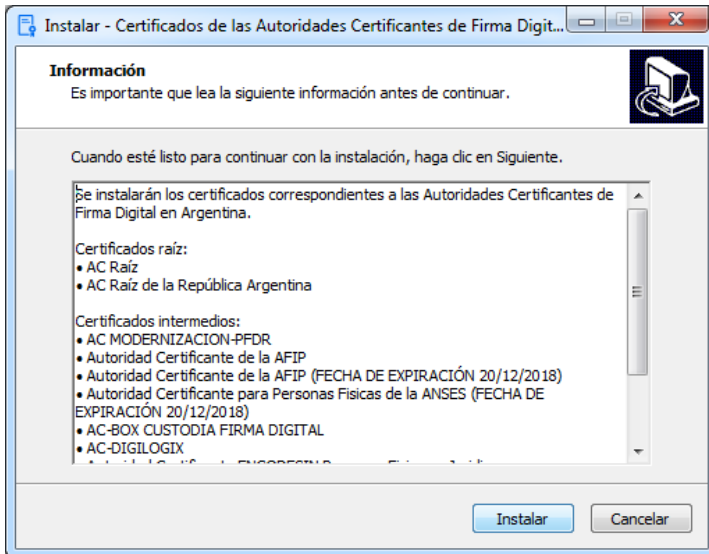 Instalar - Certificados de las Autoridades Certificantes de Firma Digit...
Información
Es importante que lea la siguiente información antes de continuar.
Cuando esté listo para continuar con la instalación, haga clic en Siguiente.
Se instalarán los certificados correspondientes a las Autoridades Certificantes de
Firma Digital en Argentina.
Certificados raíz:
• AC Raíz
• AC Raíz de la República Argentina
Certificados intermedios:
• AC MODERNIZACION-PFDR
• Autoridad Certificante de la AFIP
• Autoridad Certificante de la AFIP (FECHA DE EXPIRACIÓN 20/12/2018)
• Autoridad Certificante para Personas Fisicas de la ANSES (FECHA DE
EXPIRACIÓN 20/12/2018)
• AC-BOX CUSTODIA FIRMA DIGITAL
• AC-DIGILOGIX
Instalar
Cancelar